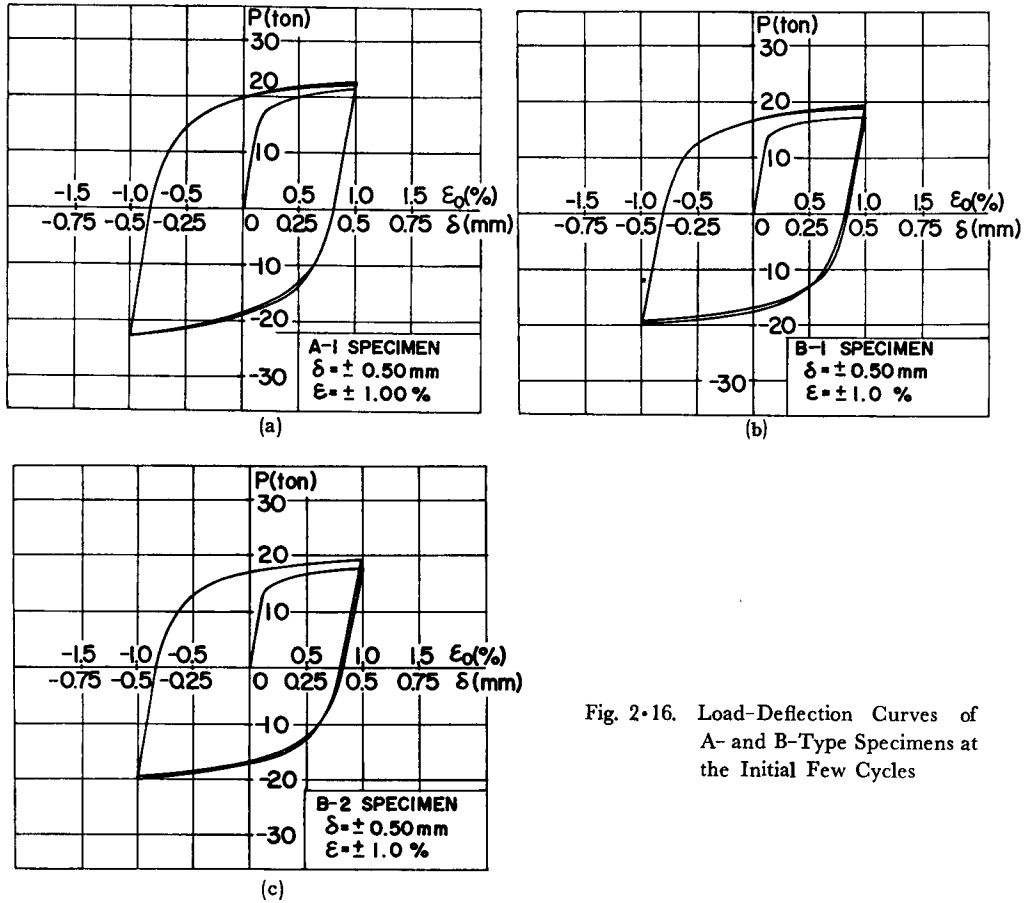 P(ton)
30
20
10
-1.5 -1.0 -0.5 0.5 1.0 1.5 ε₀(%)
-0.75 -0.5 -0.25 0 0.25 0.5 0.75 δ(mm)
-10
-20
-30
A-1 SPECIMEN
δ=± 0.50mm
ε=± 1.00 %
(a)
P(ton)
30
20
10
-1.5 -1.0 -0.5 0.5 1.0 1.5 ε₀(%)
-0.75 -0.5 -0.25 0 0.25 0.5 0.75 δ(mm)
-10
-20
-30
B-1 SPECIMEN
δ=± 0.50mm
ε=± 1.0 %
(b)
P(ton)
30
20
10
-1.5 -1.0 -0.5 0.5 1.0 1.5 ε₀(%)
-0.75 -0.5 -0.25 0 0.25 0.5 0.75 δ(mm)
-10
-20
-30
B-2 SPECIMEN
δ=± 0.50mm
ε=± 1.0 %
(c)
Fig. 2·16. Load-Deflection Curves of
A- and B-Type Specimens at
the Initial Few Cycles